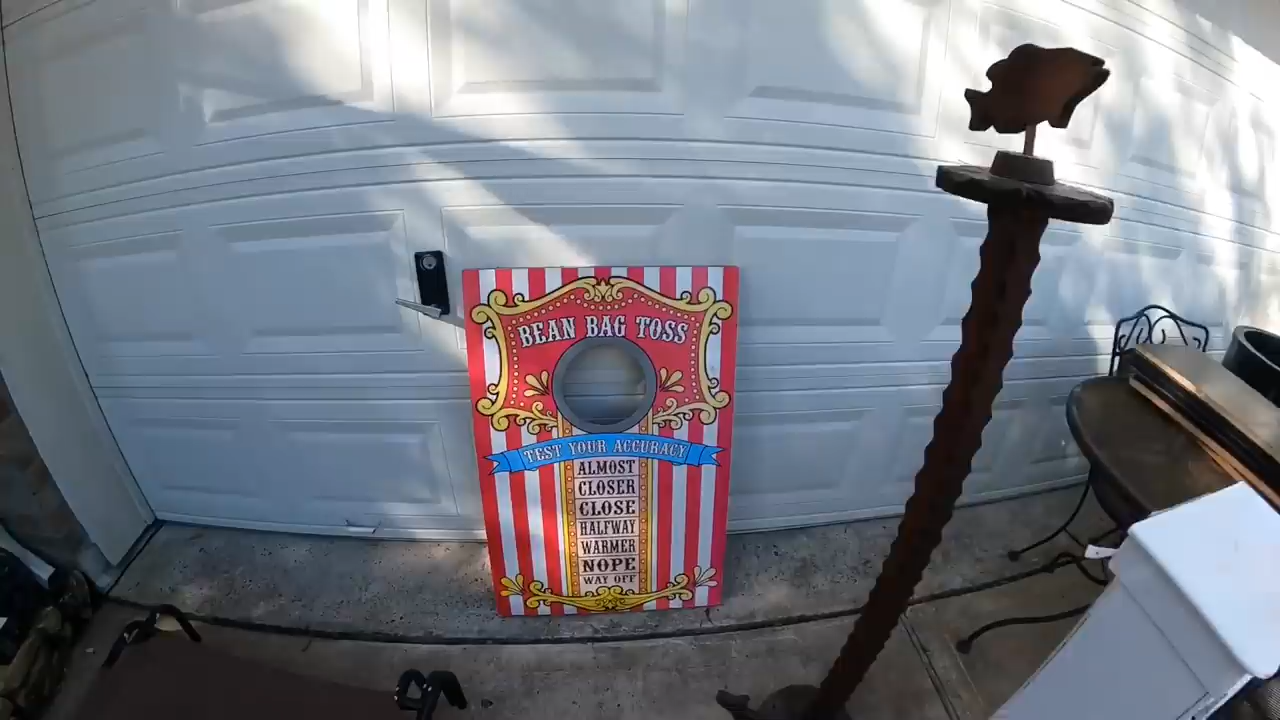 BEAN BAG TOSS
TEST YOUR ACCURACY
ALMOST
CLOSER
CLOSE
HALFWAY
WARMER
NOPE
WAY OFF